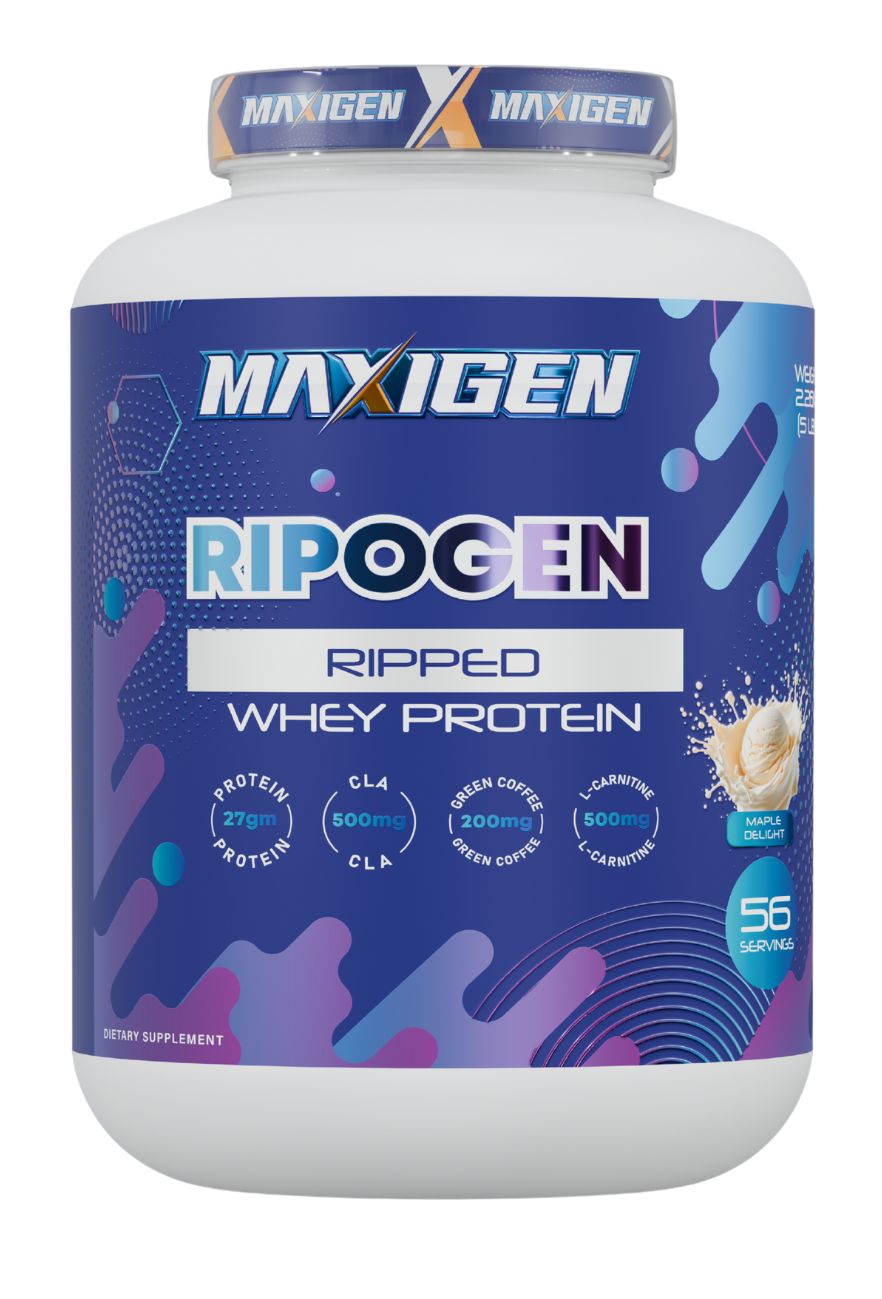 MAXIGEN MAXIGEN
MAXIGEN
RIPOGEN
RIPPED
WHEY PROTEIN
PROTEIN
27gm
PROTEIN
CLA
500mg
CLA
GREEN COFFEE
200mg
GREEN COFFEE
L-CARNITINE
500mg
L-CARNITINE
MAPLE
DELIGHT
56
SERVINGS
DIETARY SUPPLEMENT